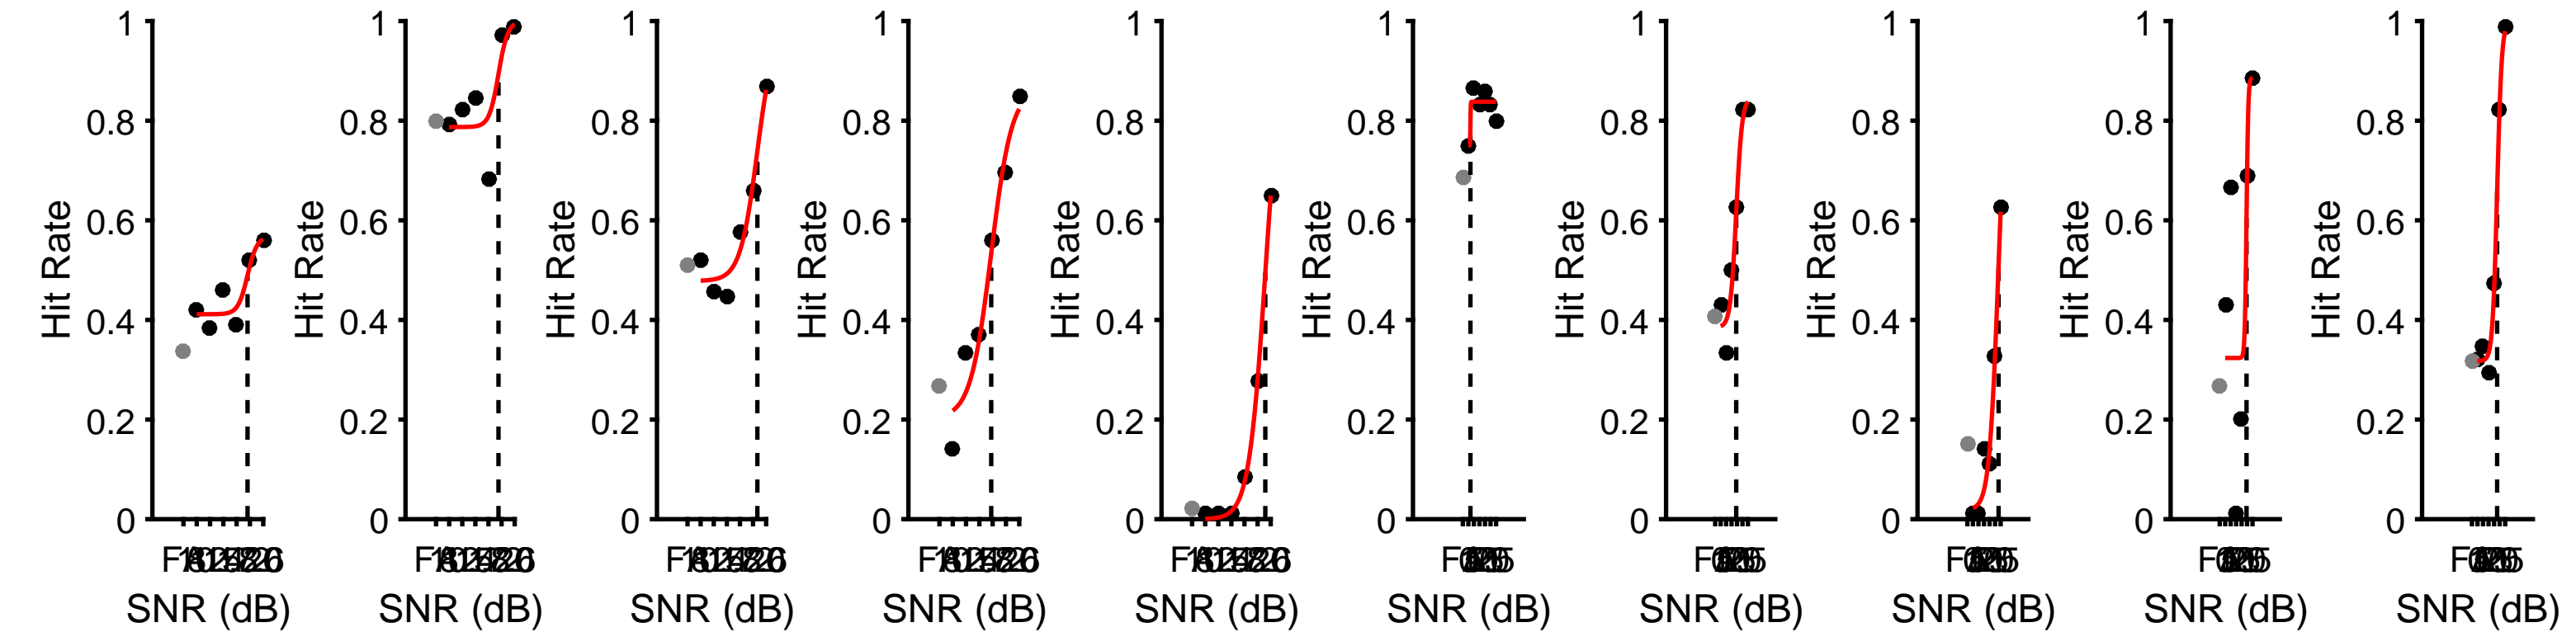 1 1 1 1 1 1 1 1 1 1
0.8 0.8 0.8 0.8 0.8 0.8 0.8 0.8 0.8 0.8
0.6 0.6 0.6 0.6 0.6 0.6 0.6 0.6 0.6 0.6
Hit Rate Hit Rate Hit Rate Hit Rate Hit Rate Hit Rate Hit Rate Hit Rate Hit Rate Hit Rate
0.4 0.4 0.4 0.4 0.4 0.4 0.4 0.4 0.4 0.4
0.2 0.2 0.2 0.2 0.2 0.2 0.2 0.2 0.2 0.2
0 0 0 0 0 0 0 0 0 0
SNR (dB) SNR (dB) SNR (dB) SNR (dB) SNR (dB) SNR (dB) SNR (dB) SNR (dB) SNR (dB) SNR (dB)